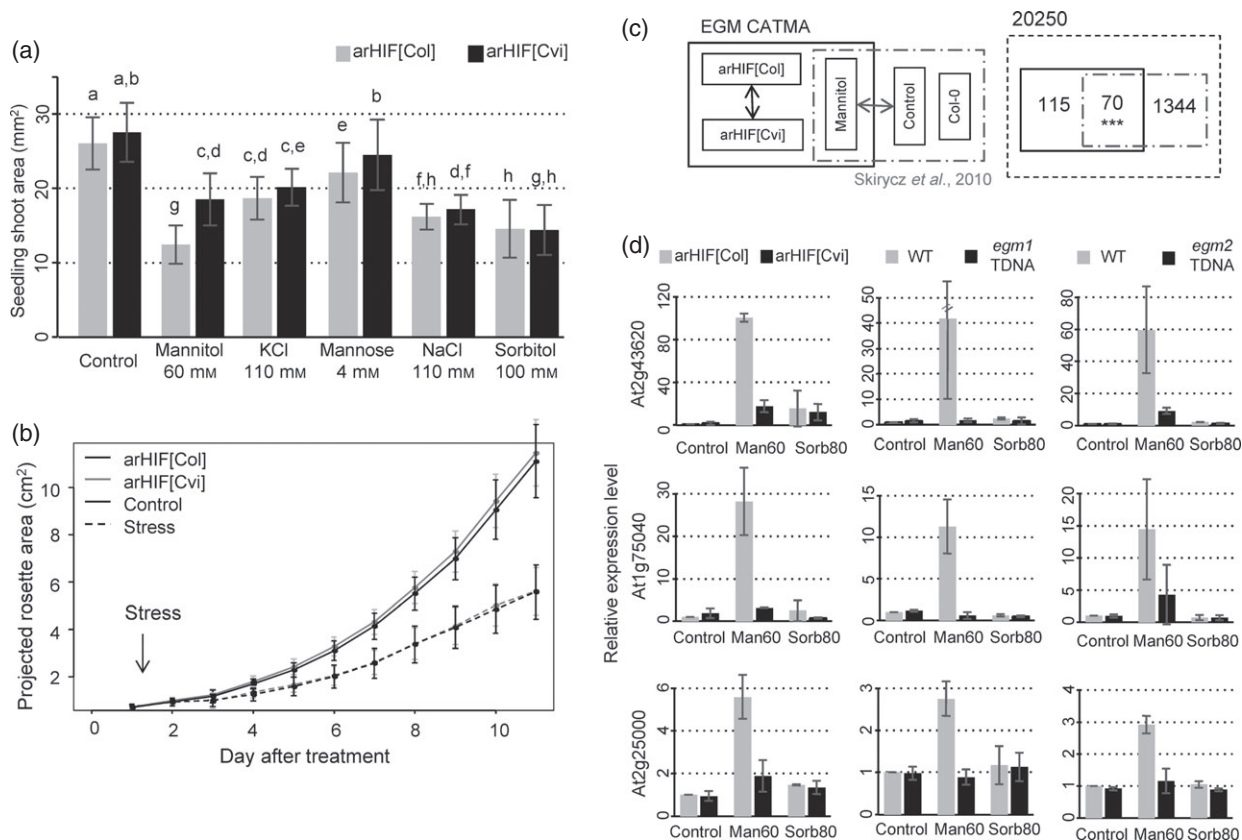 (a)
arHIF[Col] arHIF[Cvi]
Seedling shoot area (mm²)
30
20
10
0
a a,b g c,d c,d c,e e b f,h d,f h g,h
Control Mannitol KCl Mannose NaCl Sorbitol
60 mM 110 mM 4 mM 110 mM 100 mM
(b)
arHIF[Col]
arHIF[Cvi]
Control
Stress
Stress
Projected rosette area (cm²)
10
8
6
4
2
0 2 4 6 8 10
Day after treatment
(c)
EGM CATMA
arHIF[Col]
arHIF[Cvi]
Mannitol
Control
Col-0
Skirycz et al., 2010
20250
115 70 1344
***
(d)
arHIF[Col] arHIF[Cvi] WT egm1 TDNA WT egm2 TDNA
Relative expression level
At2g43620
120
80
40
0
Control Man60 Sorb80
50
40
30
20
10
0
Control Man60 Sorb80
80
60
40
20
0
Control Man60 Sorb80
At1g75040
30
20
10
0
Control Man60 Sorb80
15
10
5
0
Control Man60 Sorb80
20
15
10
5
0
Control Man60 Sorb80
At2g25000
6
4
2
0
Control Man60 Sorb80
3
2
1
0
Control Man60 Sorb80
4
3
2
1
0
Control Man60 Sorb80